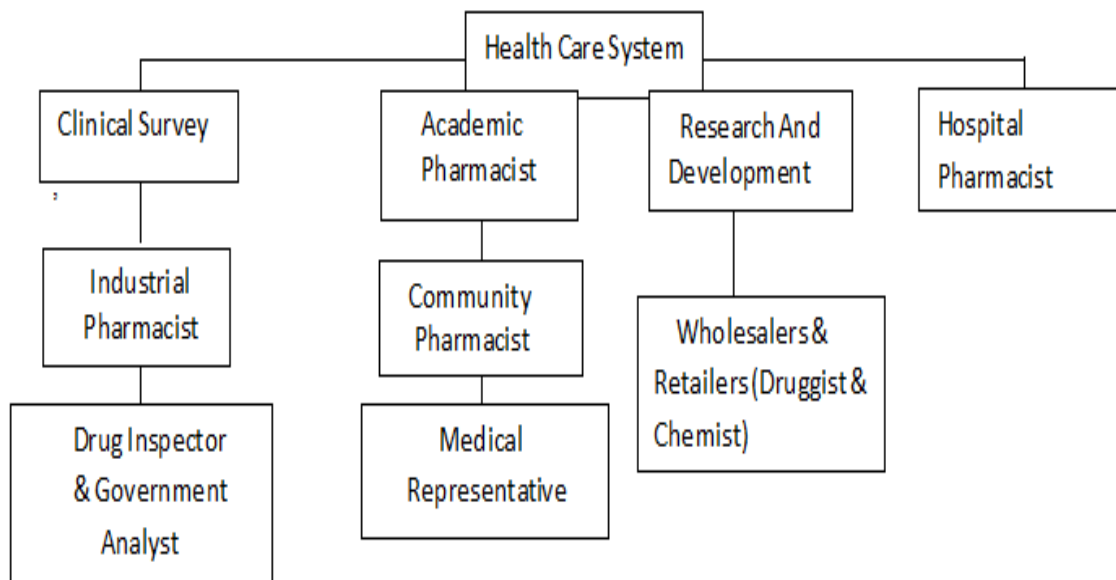 Health Care System
Clinical Survey
,
Academic
Pharmacist
Research And
Development
Hospital
Pharmacist
Industrial
Pharmacist
Community
Pharmacist
Wholesalers &
Retailers (Druggist &
Chemist)
Drug Inspector
& Government
Analyst
Medical
Representative